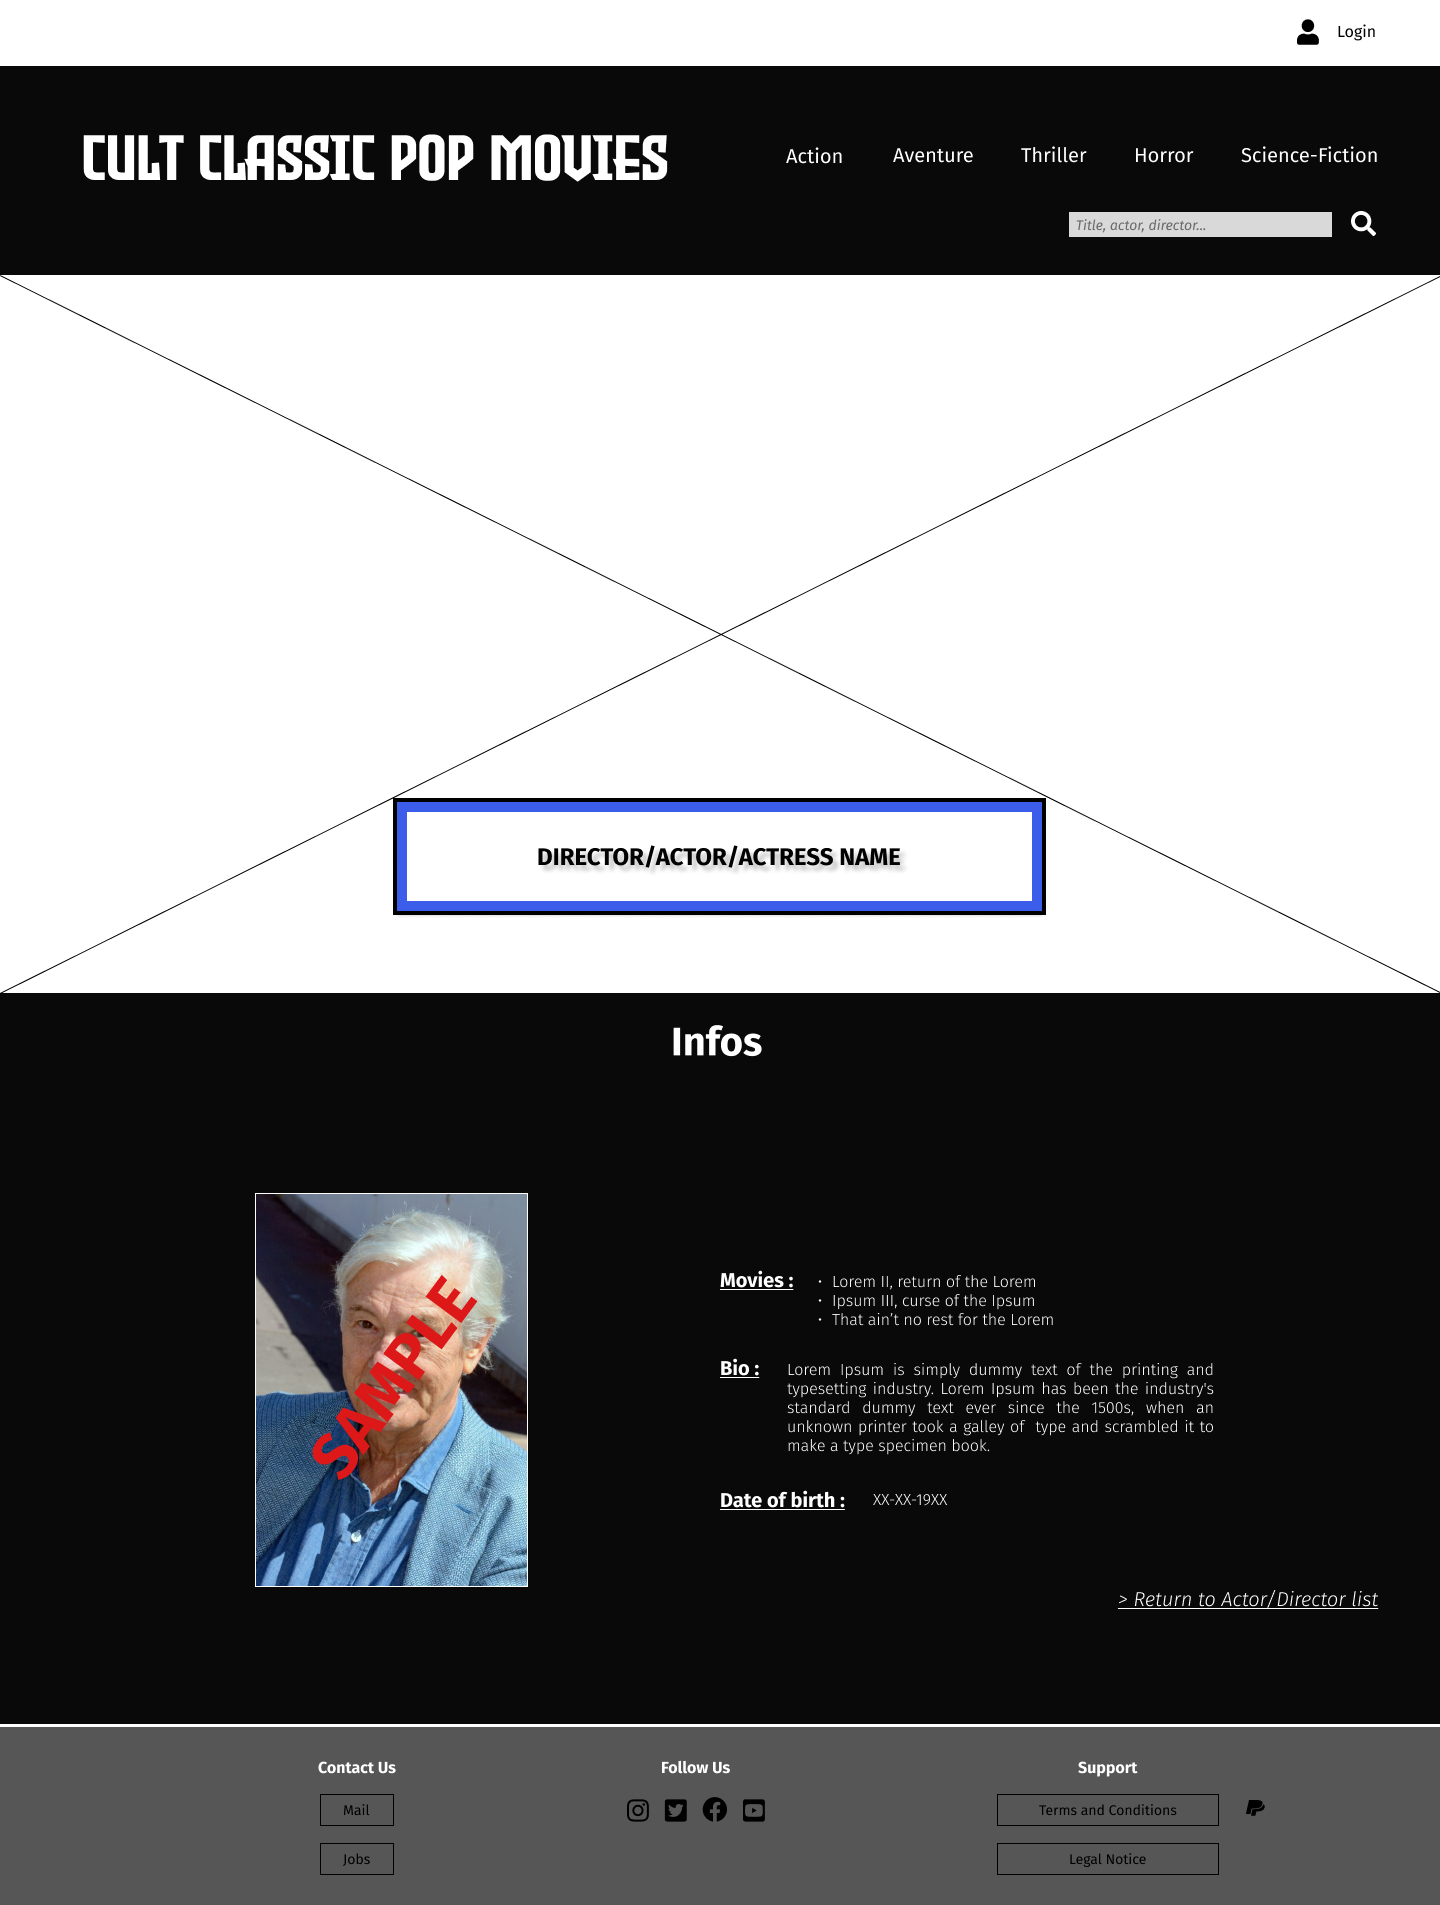 Login
CULT CLASSIC POP MOVIES
Action Aventure Thriller Horror Science-Fiction
Title, actor, director...
DIRECTOR/ACTOR/ACTRESS NAME
Infos
SAMPLE
Movies :
· Lorem II, return of the Lorem
· Ipsum III, curse of the Ipsum
· That ain’t no rest for the Lorem
Bio :
Lorem Ipsum is simply dummy text of the printing and
typesetting industry. Lorem Ipsum has been the industry's
standard dummy text ever since the 1500s, when an
unknown printer took a galley of type and scrambled it to
make a type specimen book.
Date of birth : XX-XX-19XX
> Return to Actor/Director list
Contact Us
Mail
Jobs
Follow Us
Support
Terms and Conditions
Legal Notice